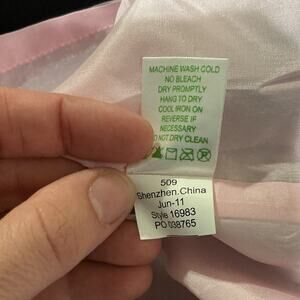 MACHINE WASH COLD
NO BLEACH
DRY PROMPTLY
HANG TO DRY
COOL IRON ON
REVERSE IF
NECESSARY
DO NOT DRY CLEAN
509
Shenzhen.China
Jun-11
Style 16983
PO 038765